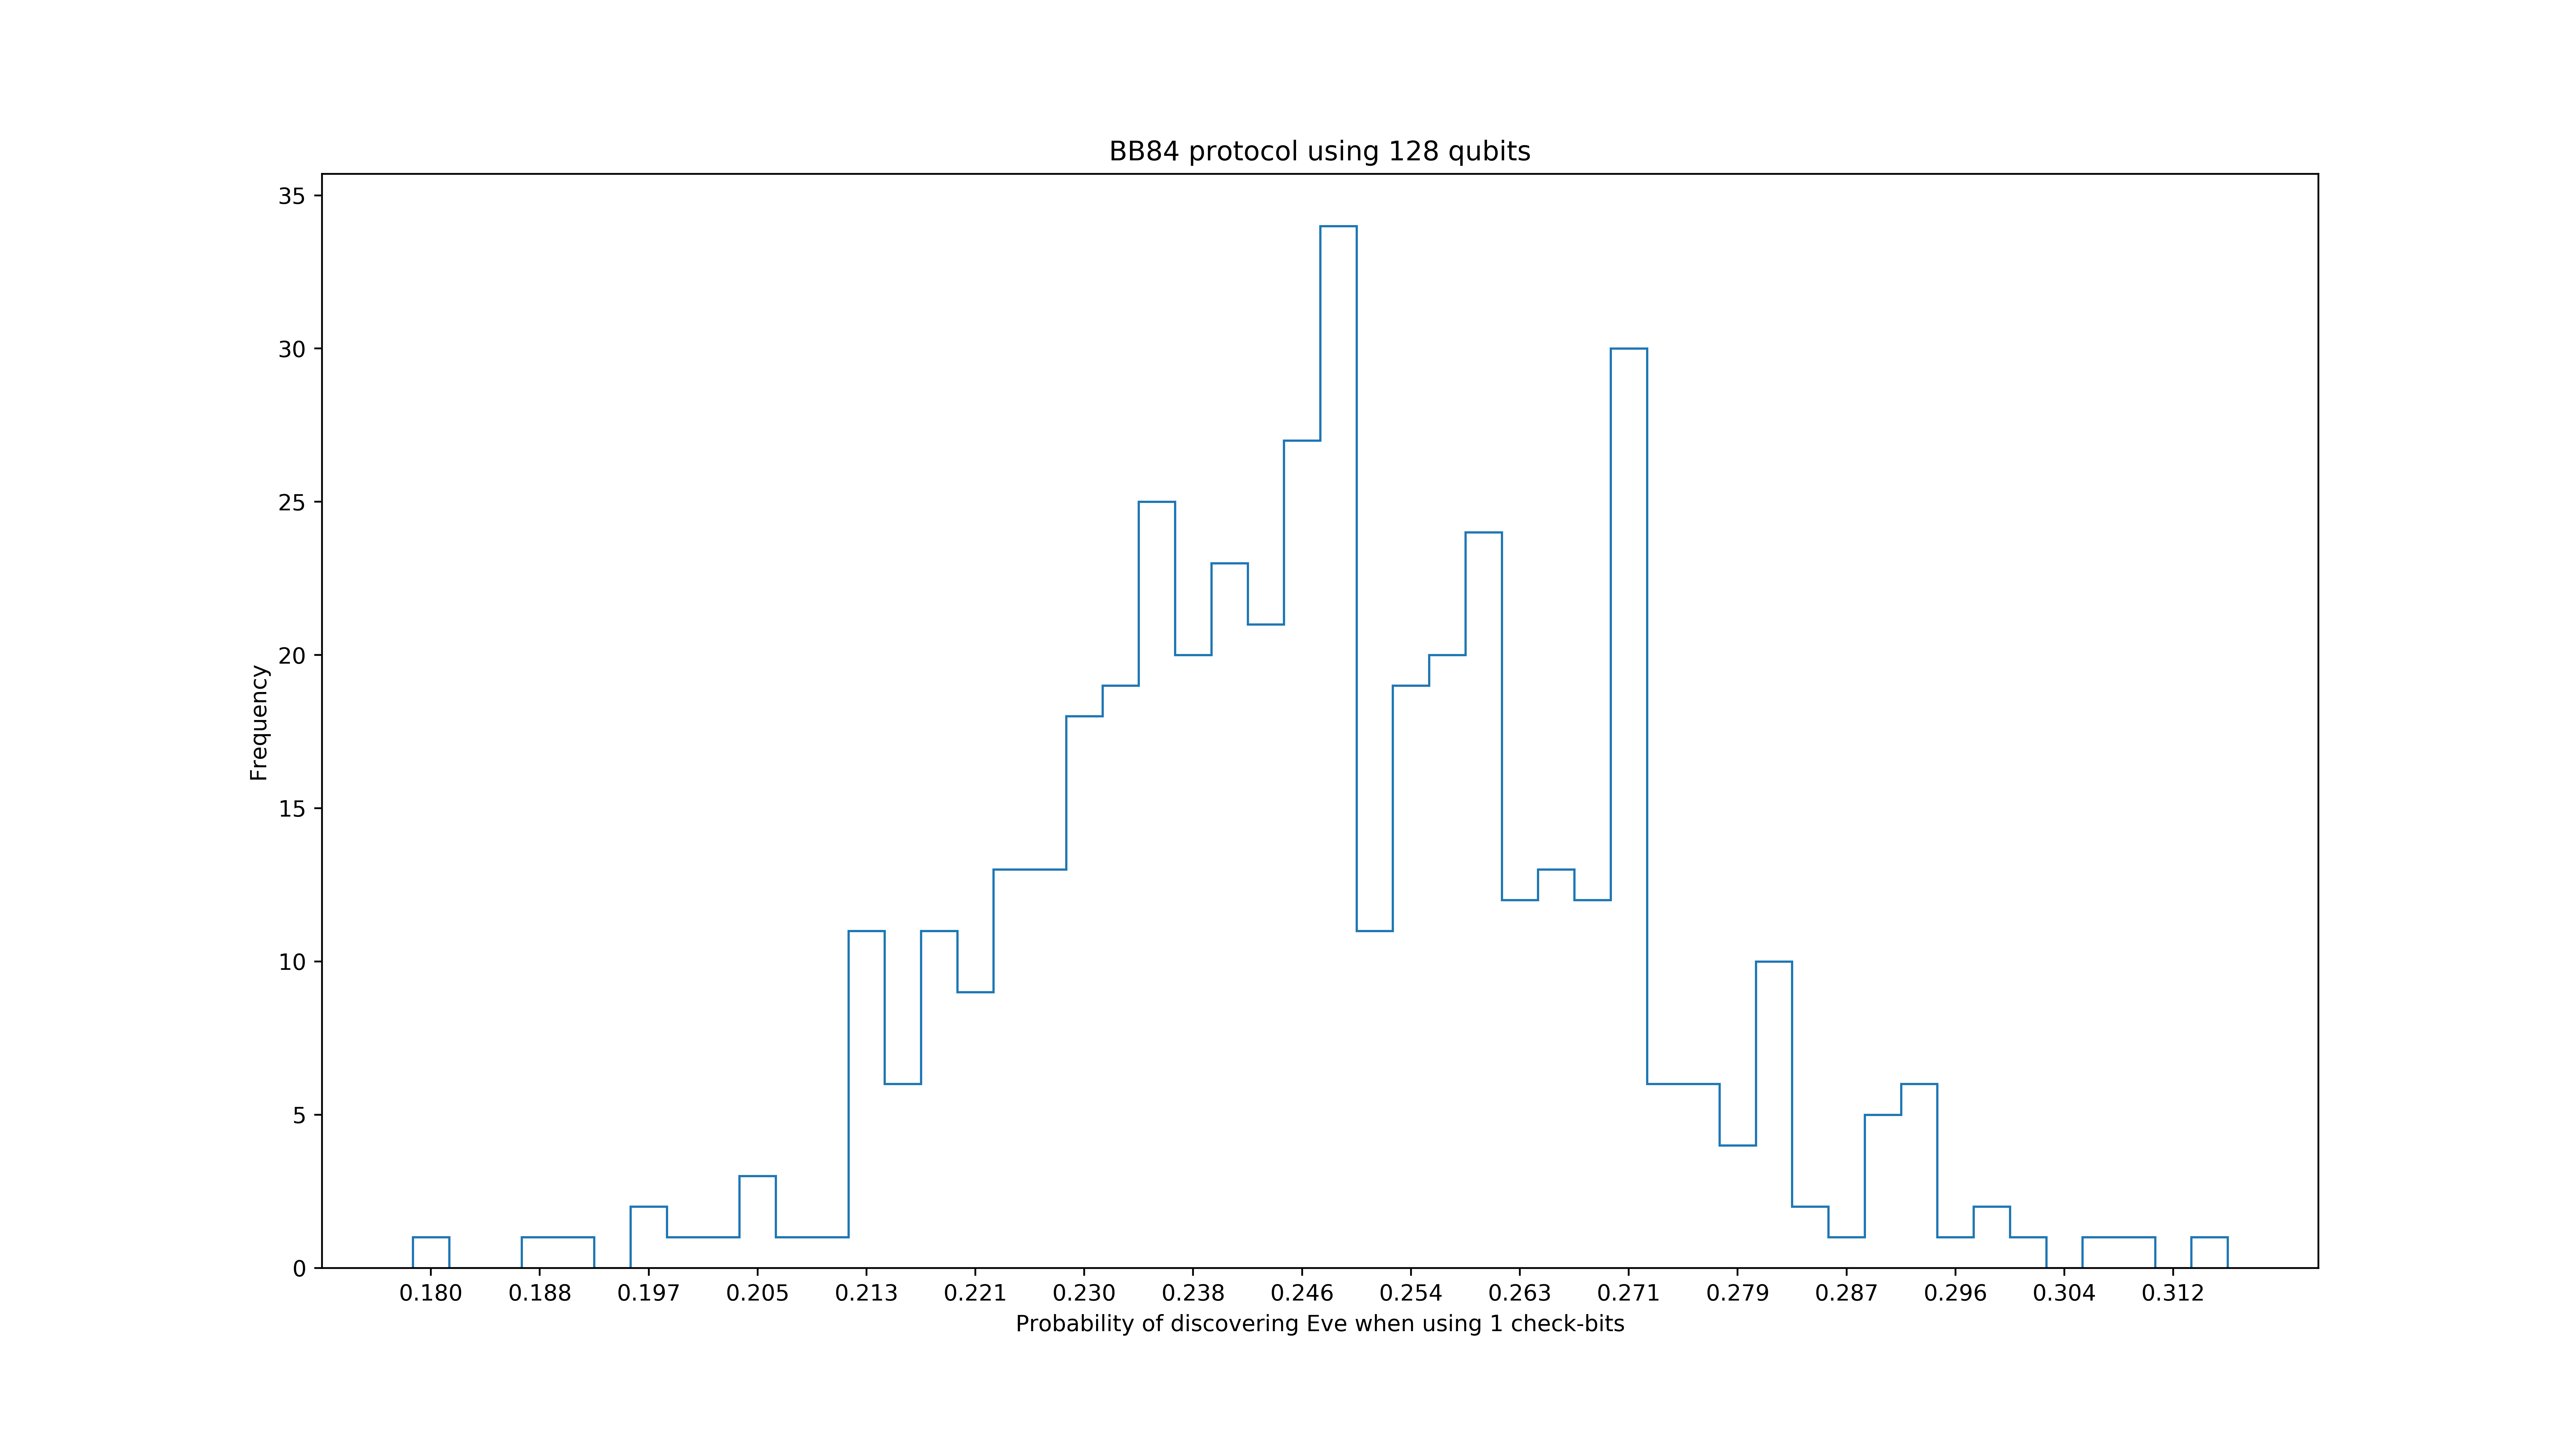 BB84 protocol using 128 qubits
35
30
25
20
15
10
5
0
Frequency
0.180 0.188 0.197 0.205 0.213 0.221 0.230 0.238 0.246 0.254 0.263 0.271 0.279 0.287 0.296 0.304 0.312
Probability of discovering Eve when using 1 check-bits